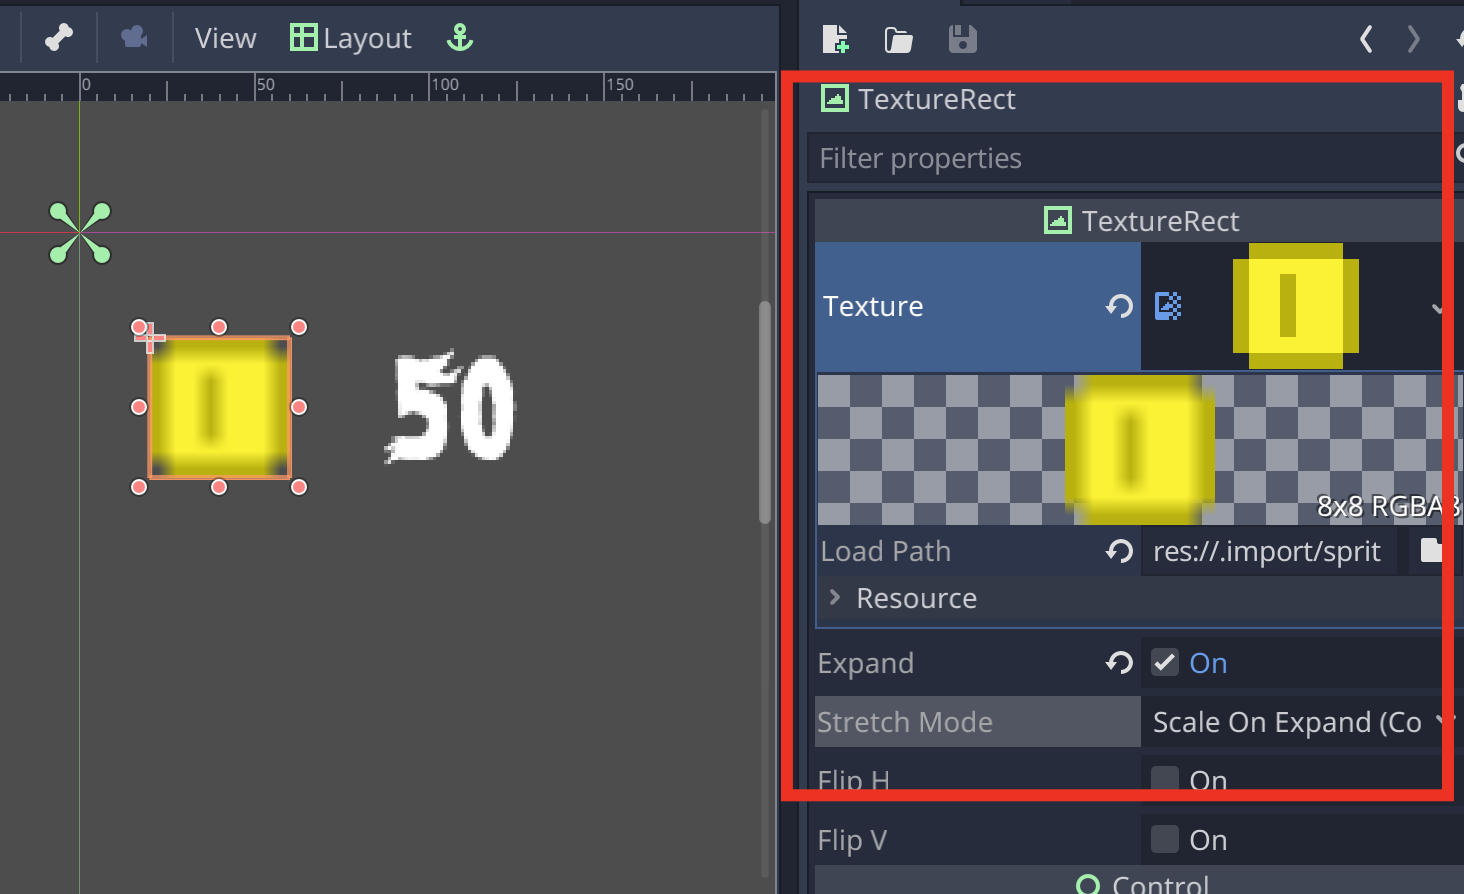 View Layout
0 50 100 150
50
TextureRect
Filter properties
TextureRect
Texture
8x8 RGBA8
Load Path res://.import/sprit
Resource
Expand On
Stretch Mode Scale On Expand (Co
Flip H On
Flip V On
Control